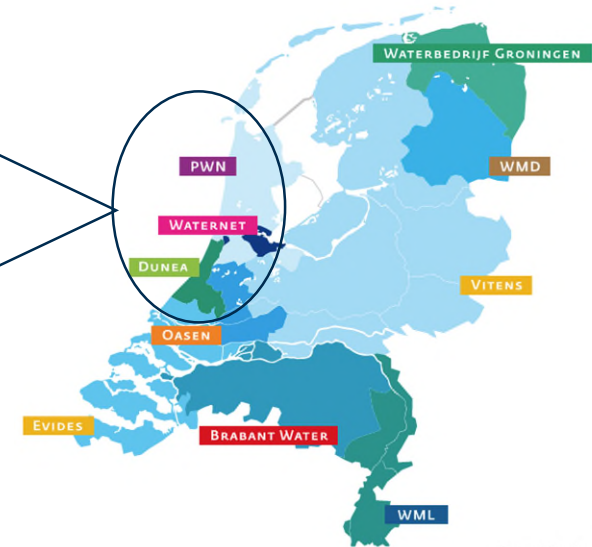 WATERBEDRIJF GRONINGEN
PWN
WMD
WATERNET
DUNEA
VITENS
OASEN
EVIDES
BRABANT WATER
WML